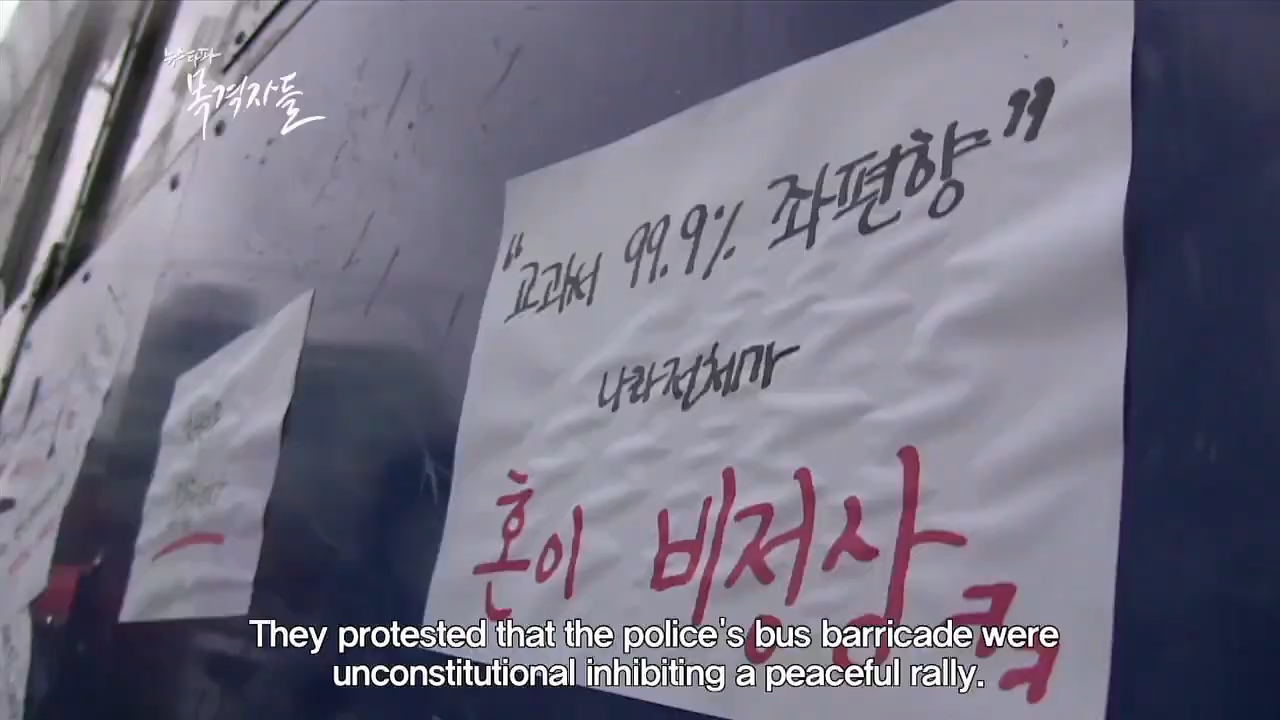 뉴스타파
목격자들
"교과서 99.9% 좌편향"
나라전체가
혼이 비정상
They protested that the police's bus barricade were
unconstitutional inhibiting a peaceful rally.